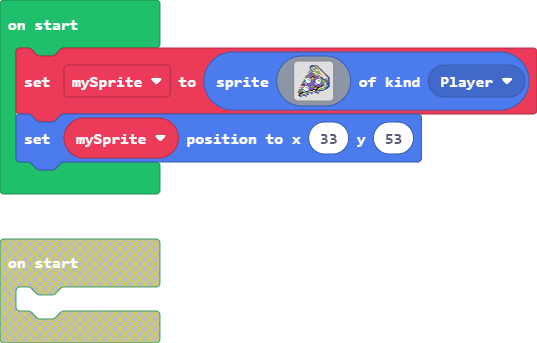 on start
set mySprite to sprite of kind Player
set mySprite position to x 33 y 53
on start